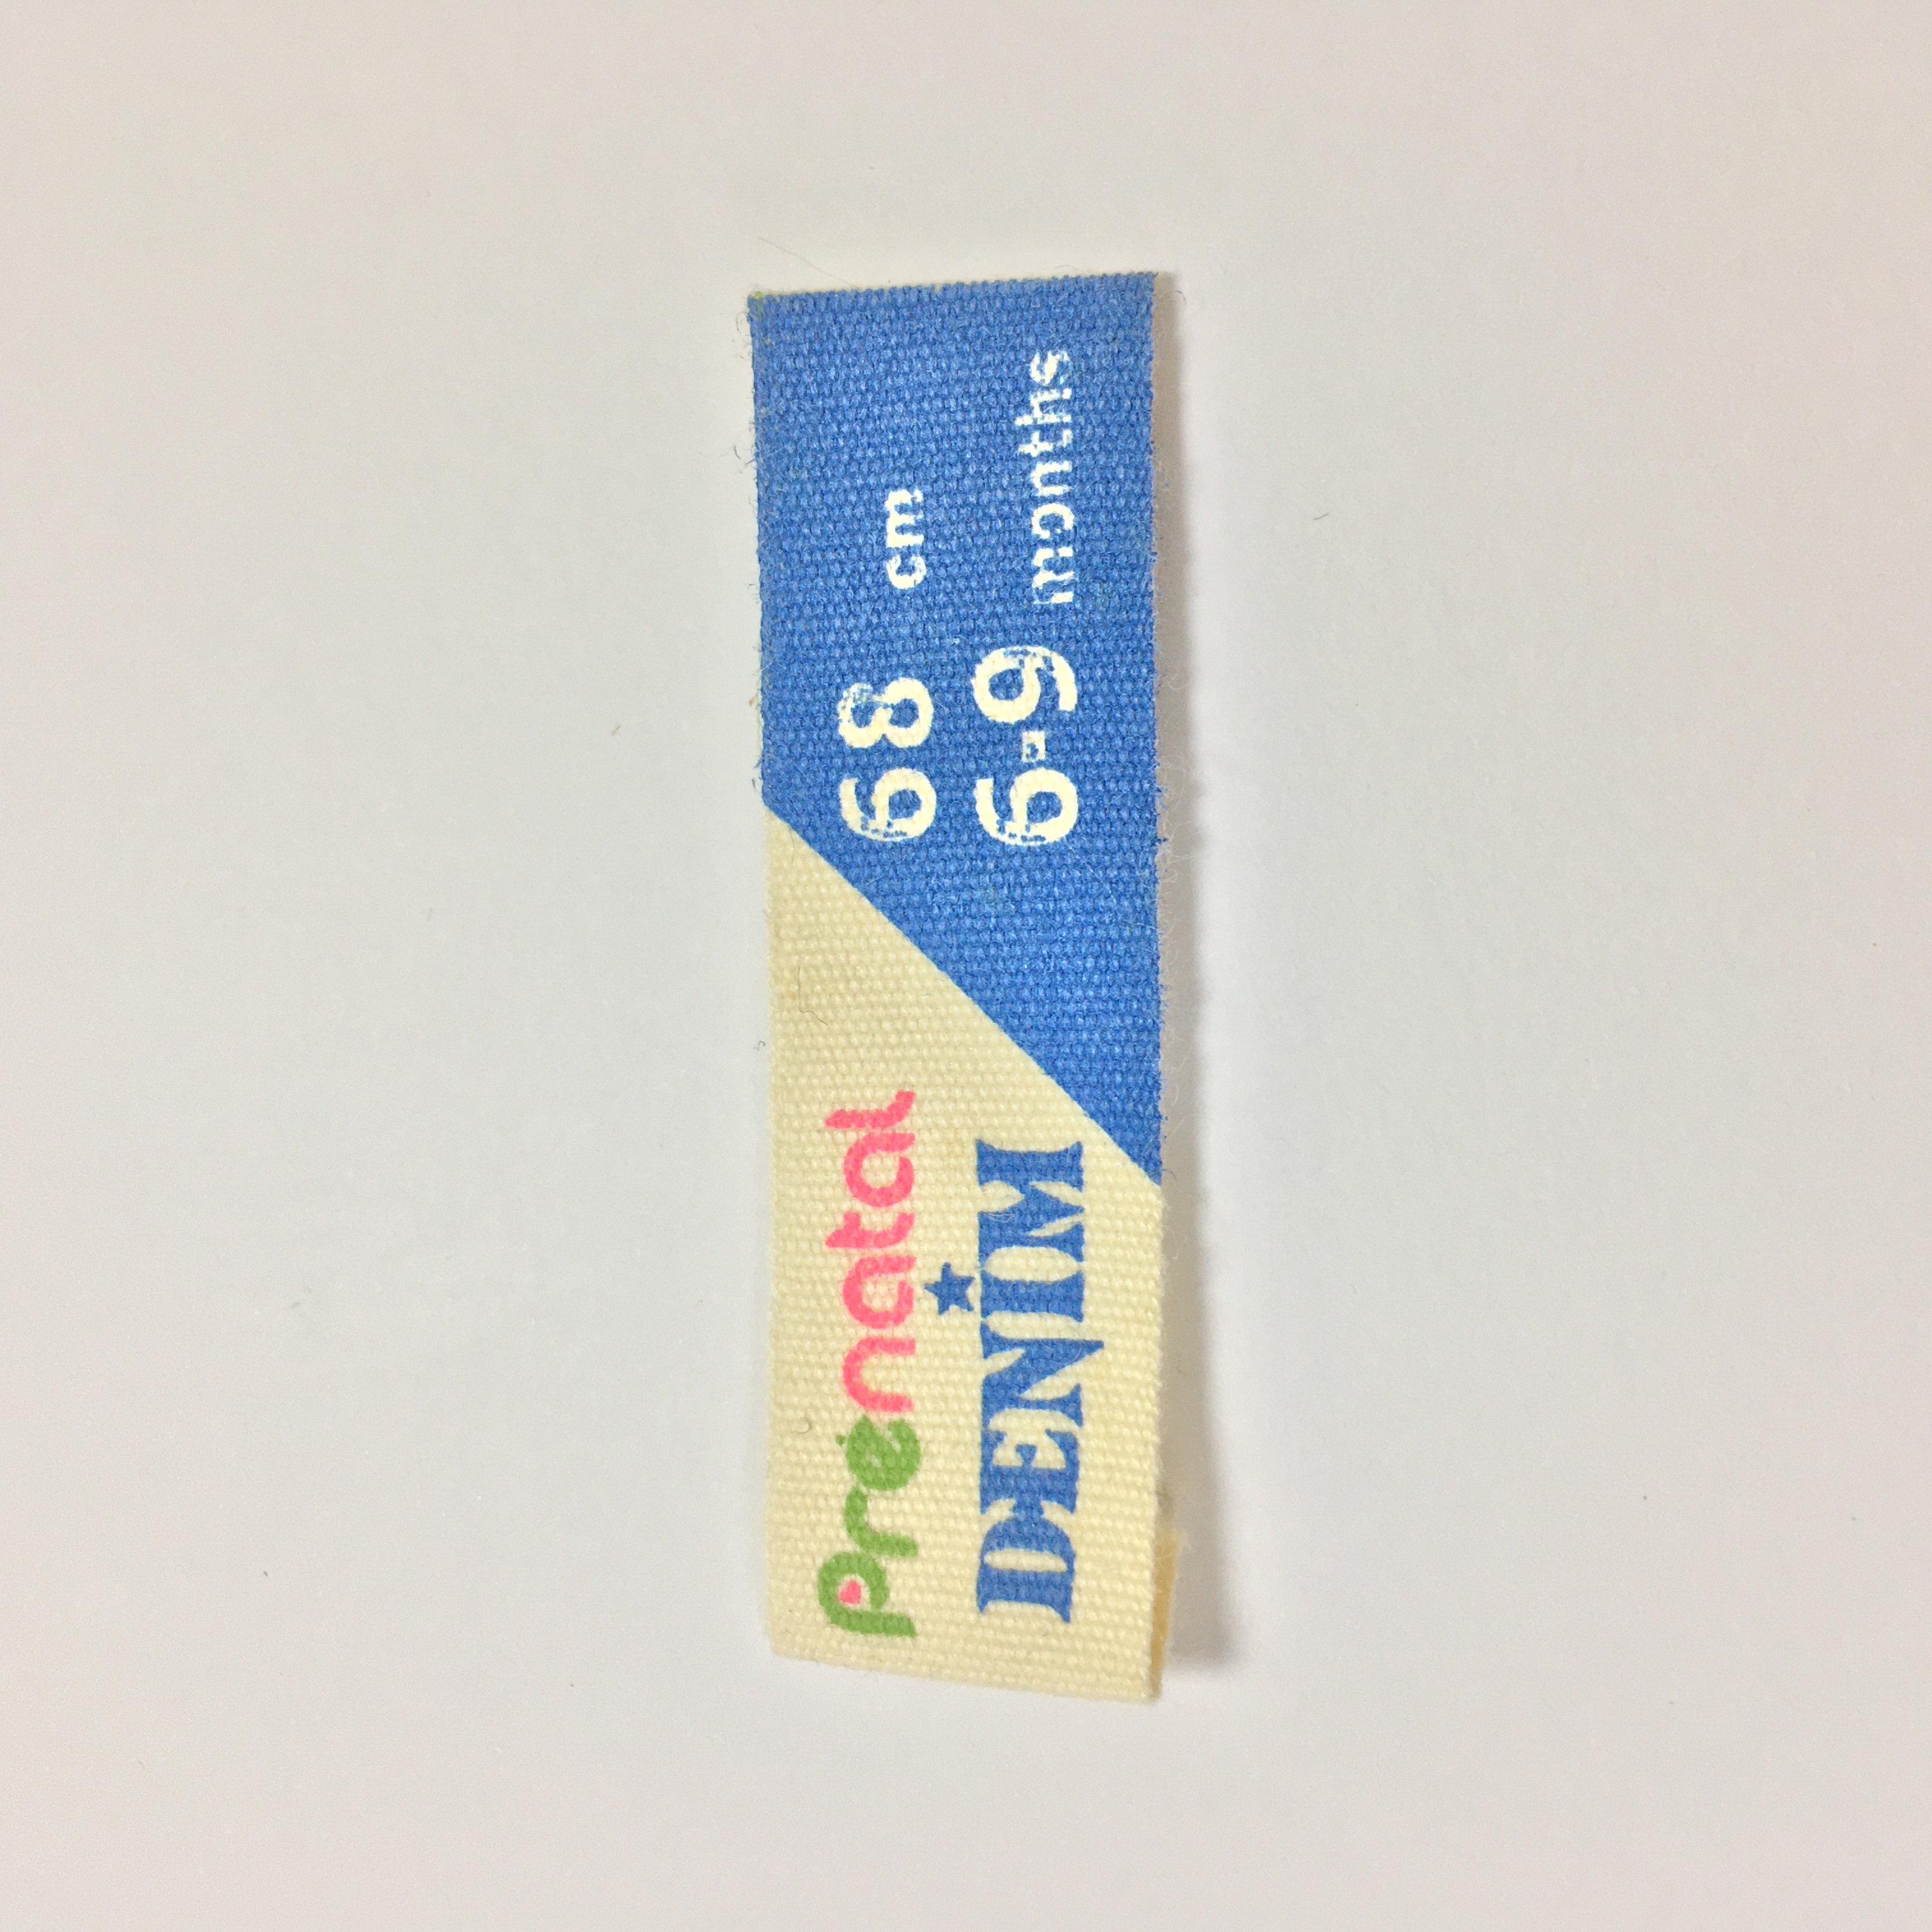 Prénatal
DENIM
68 cm
6-9 months